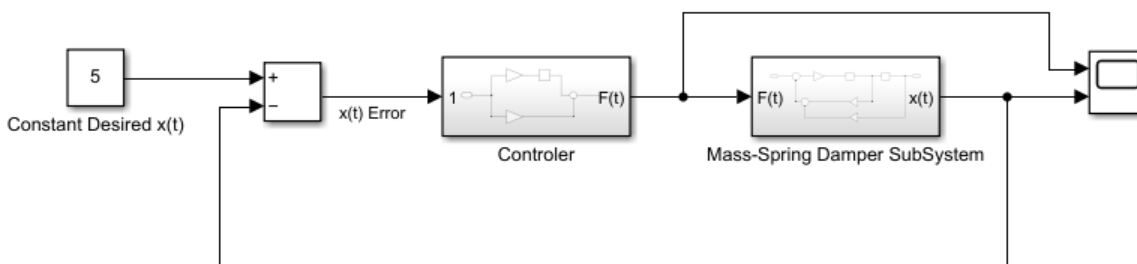 5
Constant Desired x(t)
+
−
x(t) Error
1
F(t)
Controler
F(t)
x(t)
Mass-Spring Damper SubSystem